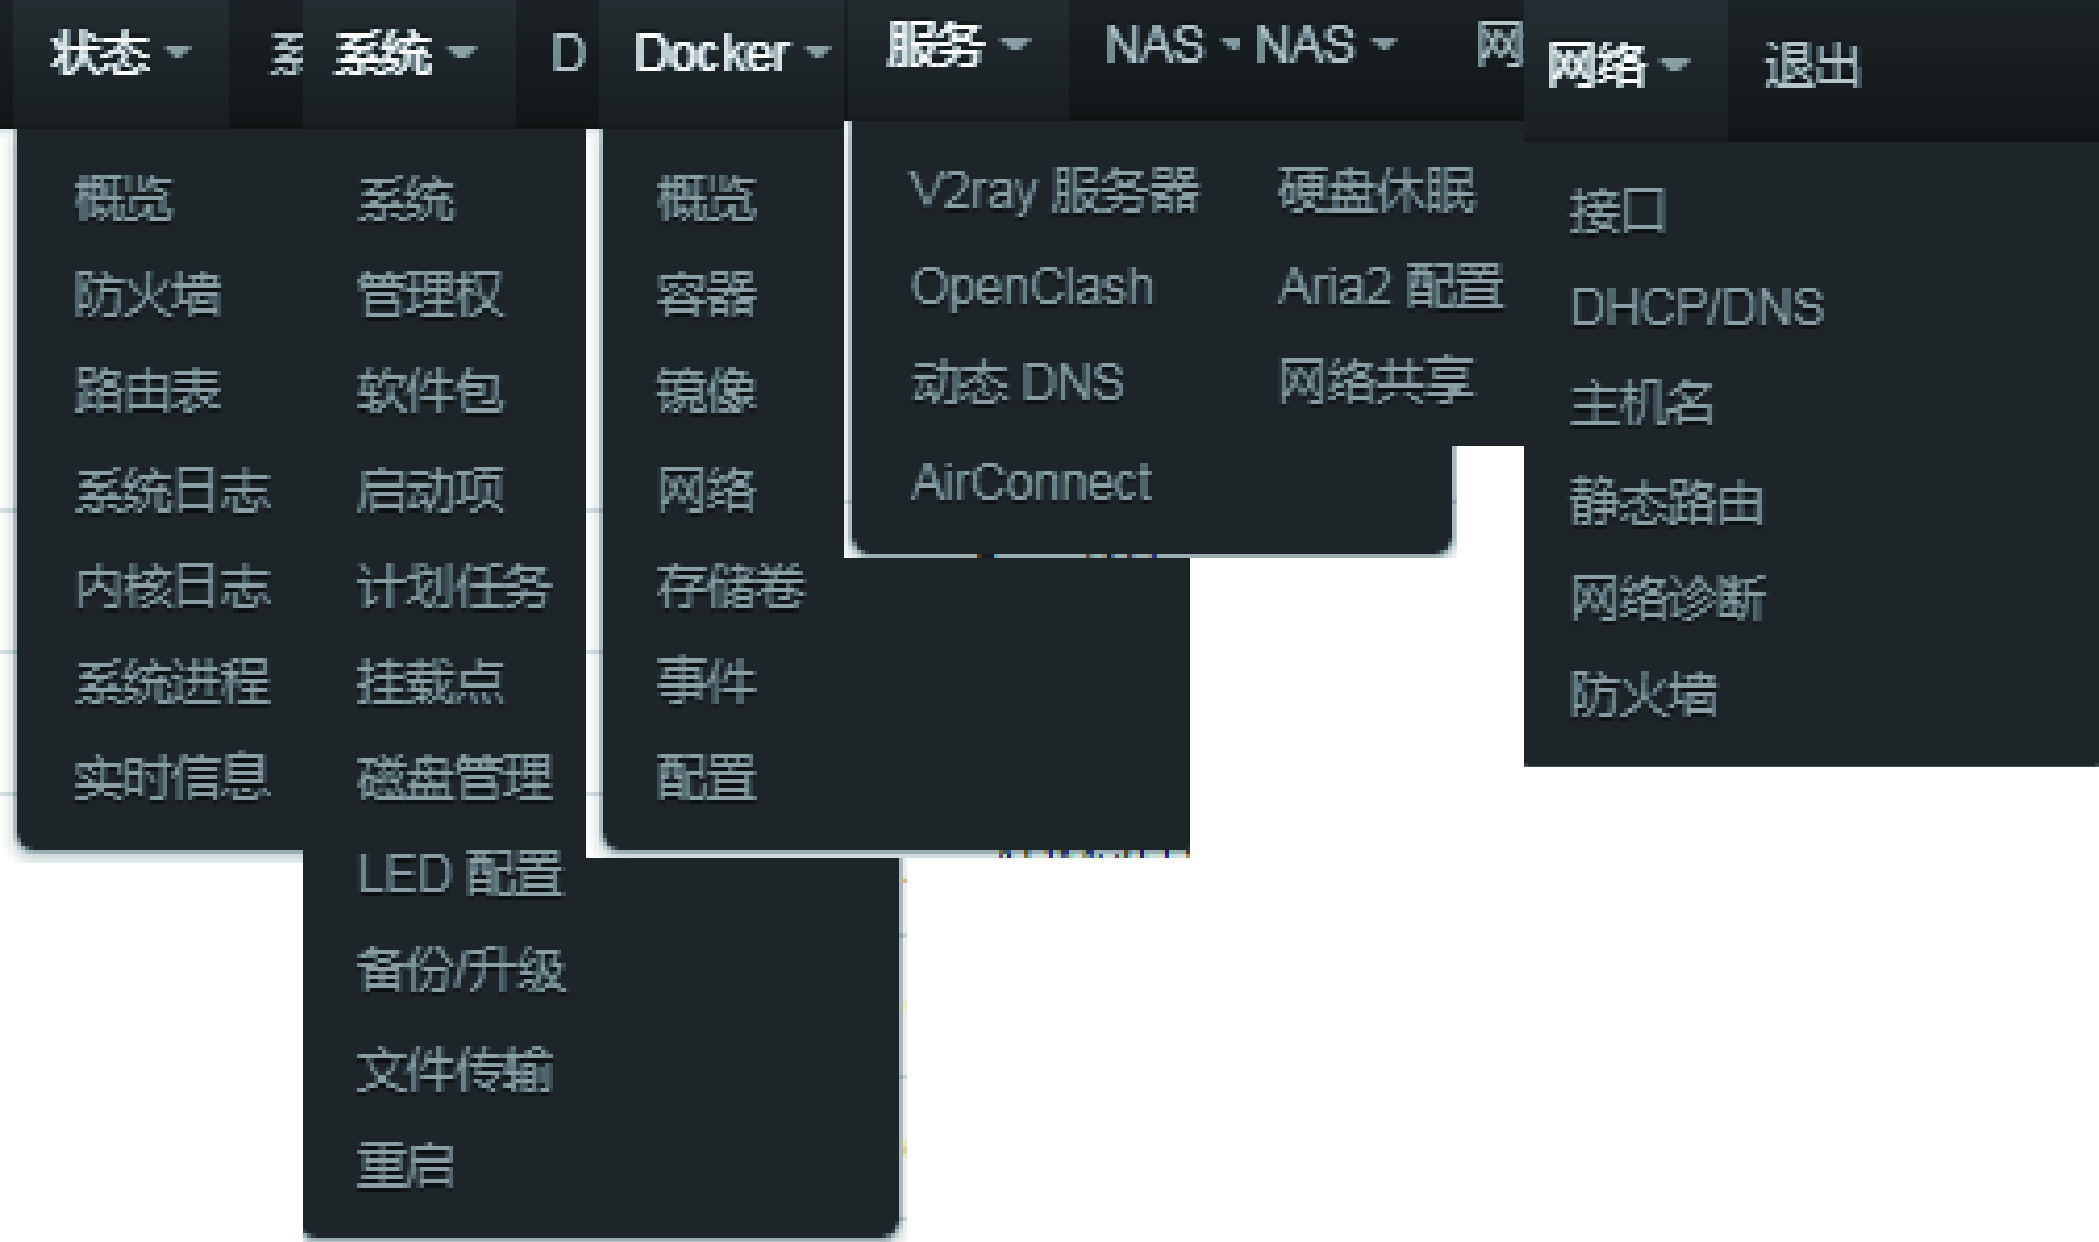 状态
系统
D
Docker
服务
NAS
NAS
网
网络
退出
概览
防火墙
路由表
系统日志
内核日志
系统进程
实时信息
系统
管理权
软件包
启动项
计划任务
挂载点
磁盘管理
LED 配置
备份/升级
文件传输
重启
概览
容器
镜像
网络
存储卷
事件
配置
V2ray 服务器
OpenClash
动态 DNS
AirConnect
硬盘休眠
Aria2 配置
网络共享
接口
DHCP/DNS
主机名
静态路由
网络诊断
防火墙